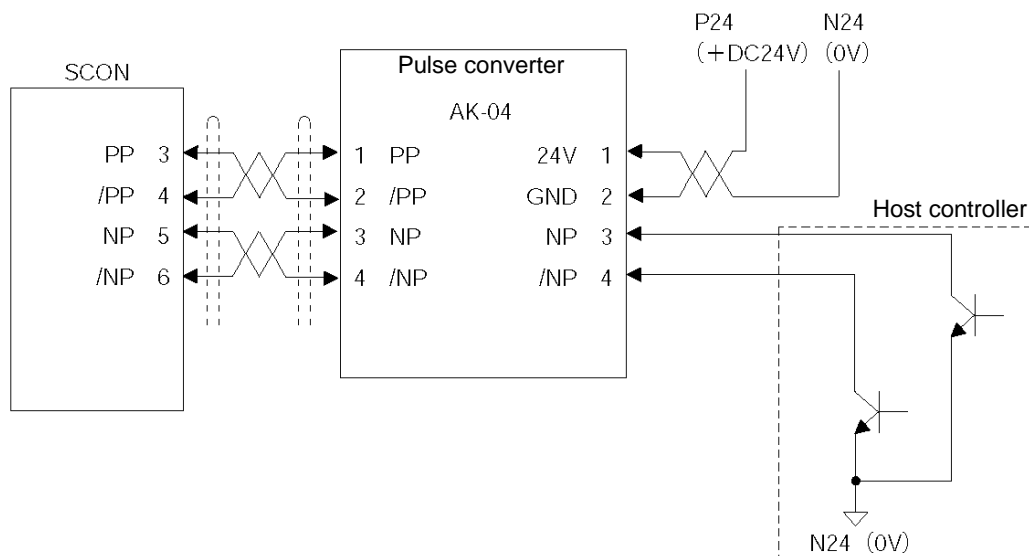 P24 N24
(+DC24V) (0V)
SCON
Pulse converter
AK-04
PP 3
/PP 4
NP 5
/NP 6
1 PP
2 /PP
3 NP
4 /NP
24V 1
GND 2
NP 3
/NP 4
Host controller
N24 (0V)